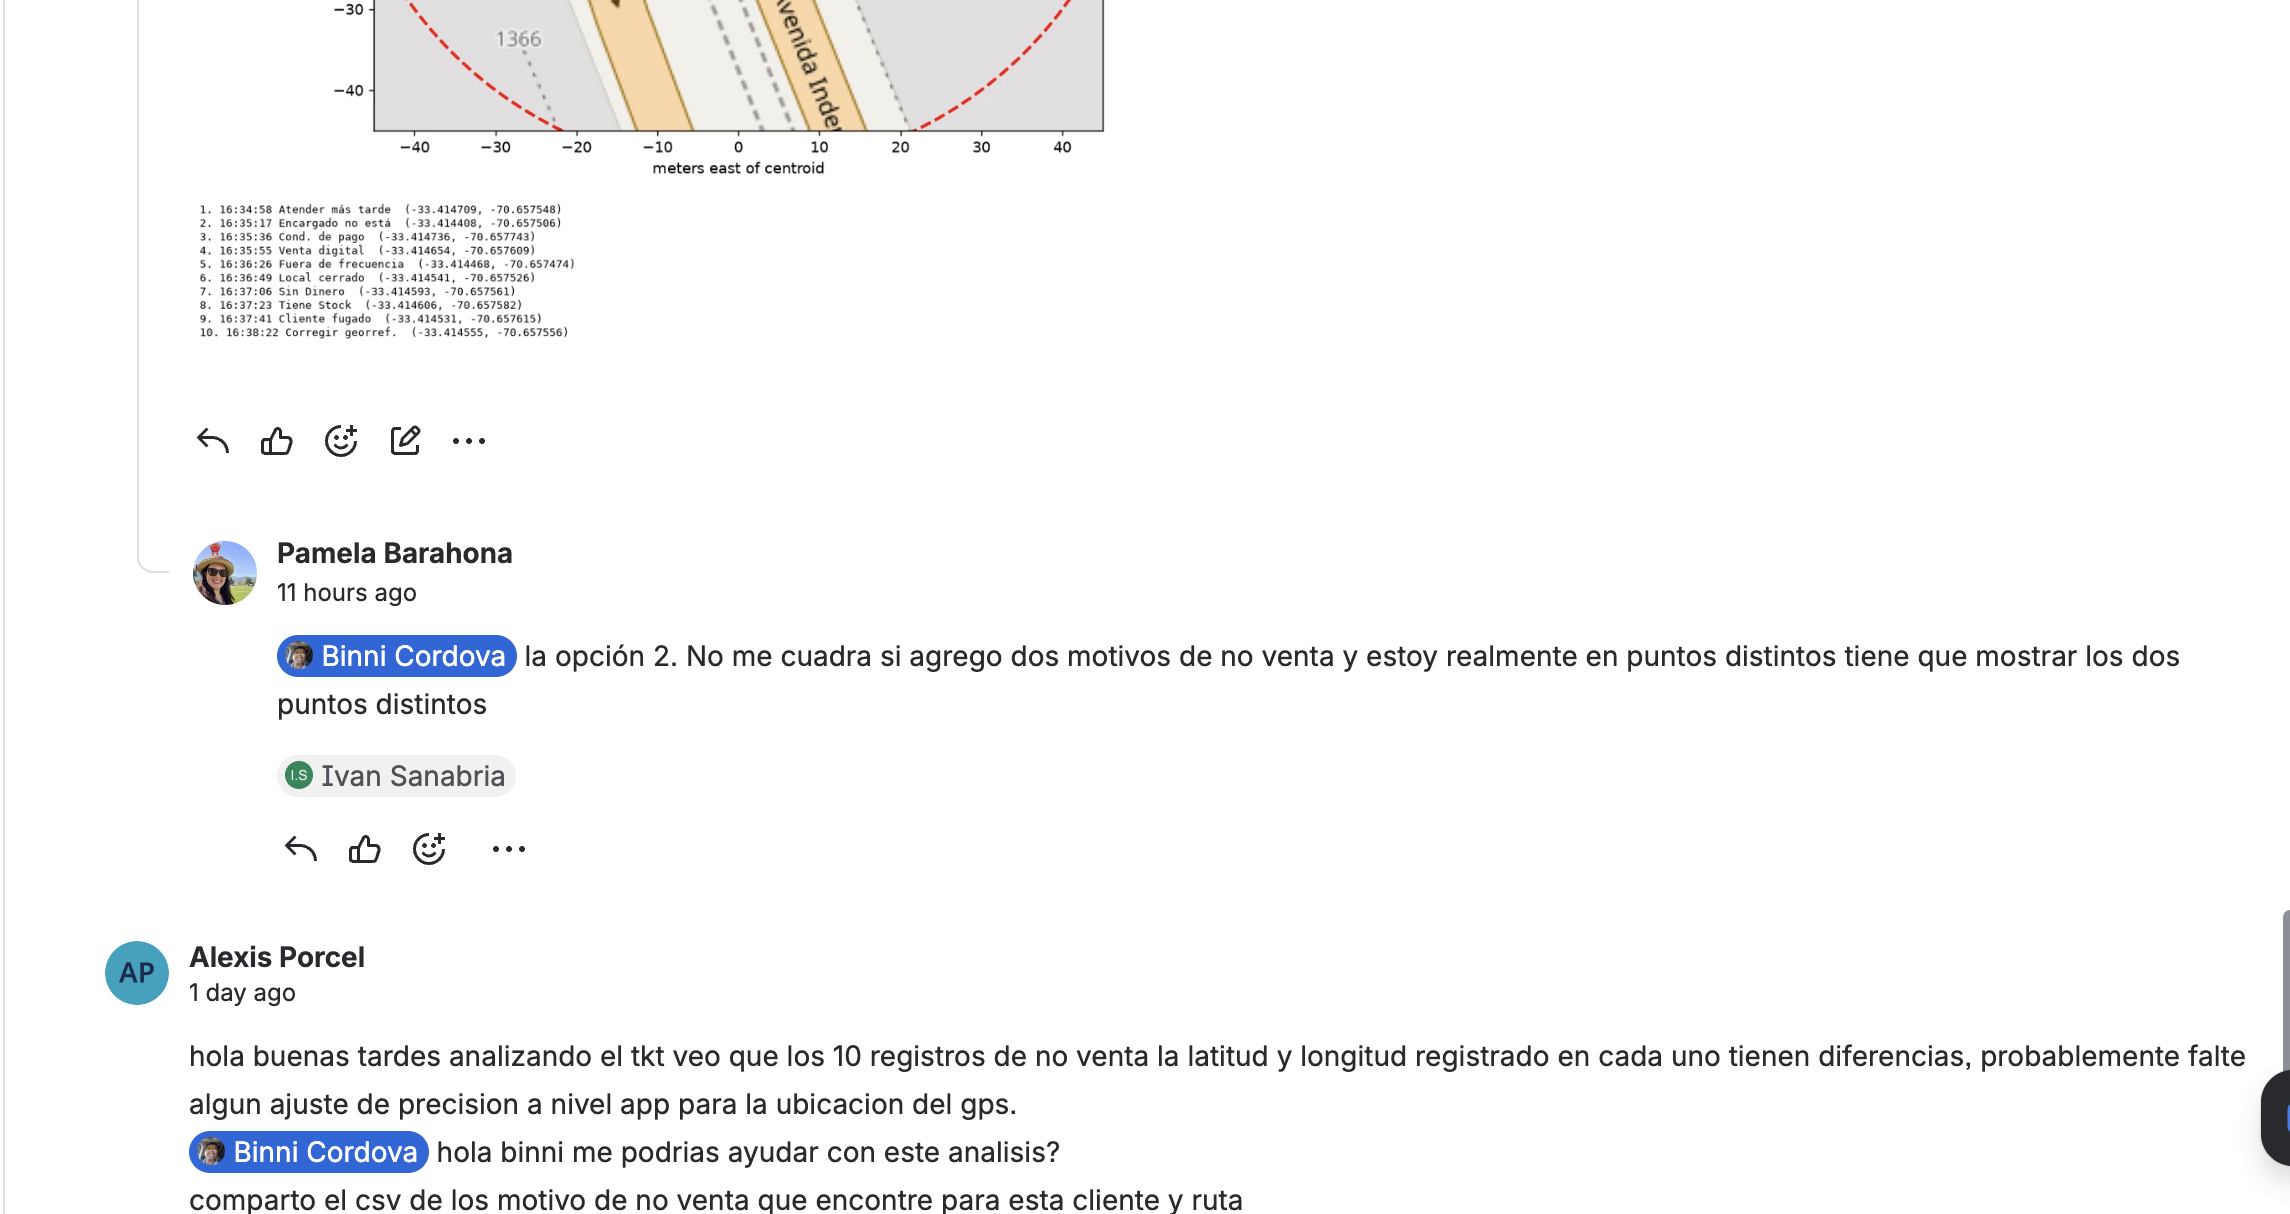 −30
1366
−40
Avenida Inde
−40 −30 −20 −10 0 10 20 30 40
meters east of centroid
1. 16:34:58 Atender más tarde (-33.414709, -70.657548)
2. 16:35:17 Encargado no está (-33.414408, -70.657506)
3. 16:35:36 Cond. de pago (-33.414736, -70.657743)
4. 16:35:55 Venta digital (-33.414654, -70.657609)
5. 16:36:26 Fuera de frecuencia (-33.414468, -70.657474)
6. 16:36:49 Local cerrado (-33.414541, -70.657526)
7. 16:37:06 Sin Dinero (-33.414593, -70.657561)
8. 16:37:23 Tiene Stock (-33.414606, -70.657582)
9. 16:37:41 Cliente fugado (-33.414531, -70.657615)
10. 16:38:22 Corregir georref. (-33.414555, -70.657556)
Pamela Barahona
11 hours ago
Binni Cordova la opción 2. No me cuadra si agrego dos motivos de no venta y estoy realmente en puntos distintos tiene que mostrar los dos
puntos distintos
I.S Ivan Sanabria
AP
Alexis Porcel
1 day ago
hola buenas tardes analizando el tkt veo que los 10 registros de no venta la latitud y longitud registrado en cada uno tienen diferencias, probablemente falte
algun ajuste de precision a nivel app para la ubicacion del gps.
Binni Cordova hola binni me podrias ayudar con este analisis?
comparto el csv de los motivo de no venta que encontre para esta cliente y ruta